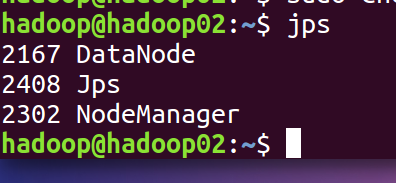 hadoop@hadoop02:~$ jps
2167 DataNode
2408 Jps
2302 NodeManager
hadoop@hadoop02:~$